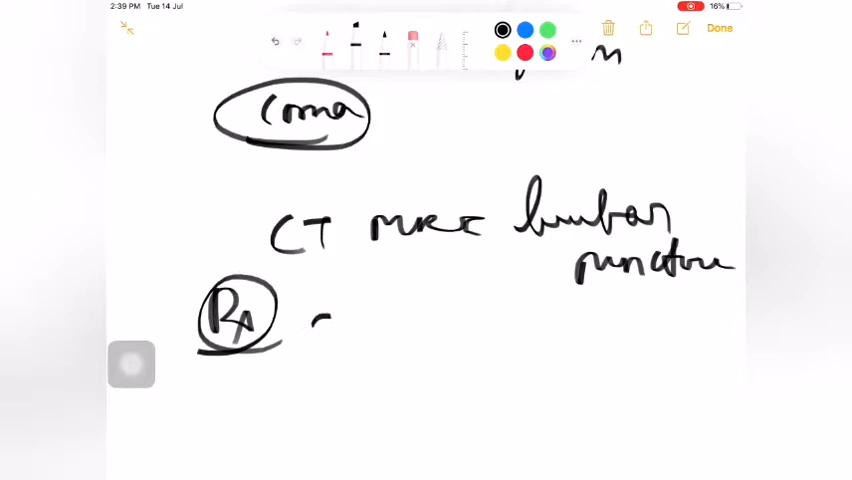 2:39 PM Tue 14 Jul 16%
Done
Coma
CT MRI lumbar
puncture
Rx